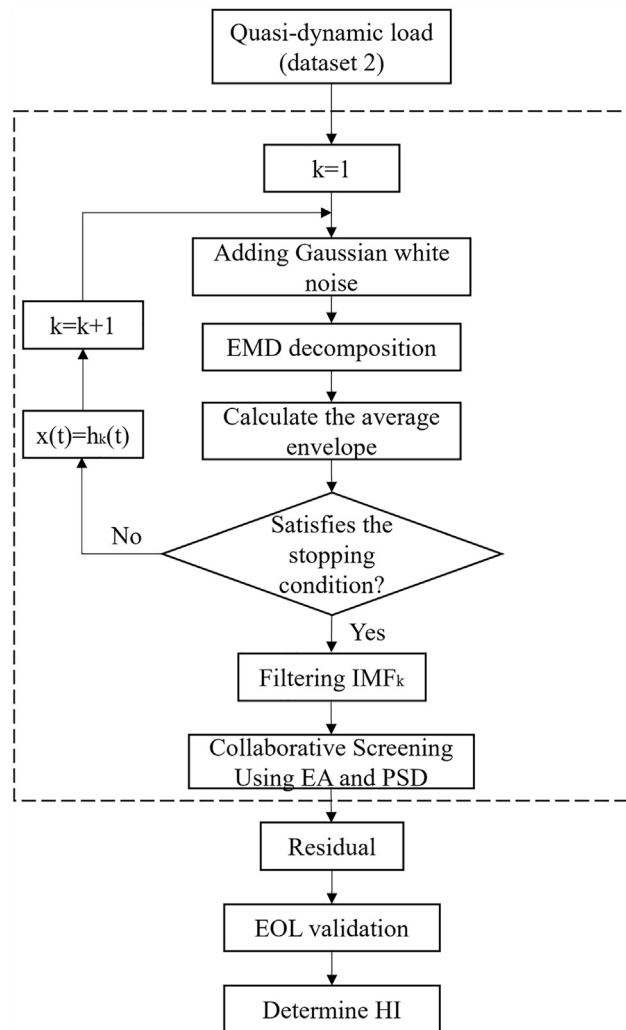 Quasi-dynamic load
(dataset 2)
k=1
Adding Gaussian white
noise
k=k+1
EMD decomposition
x(t)=hₖ(t)
Calculate the average
envelope
No
Satisfies the
stopping
condition?
Yes
Filtering IMFₖ
Collaborative Screening
Using EA and PSD
Residual
EOL validation
Determine HI